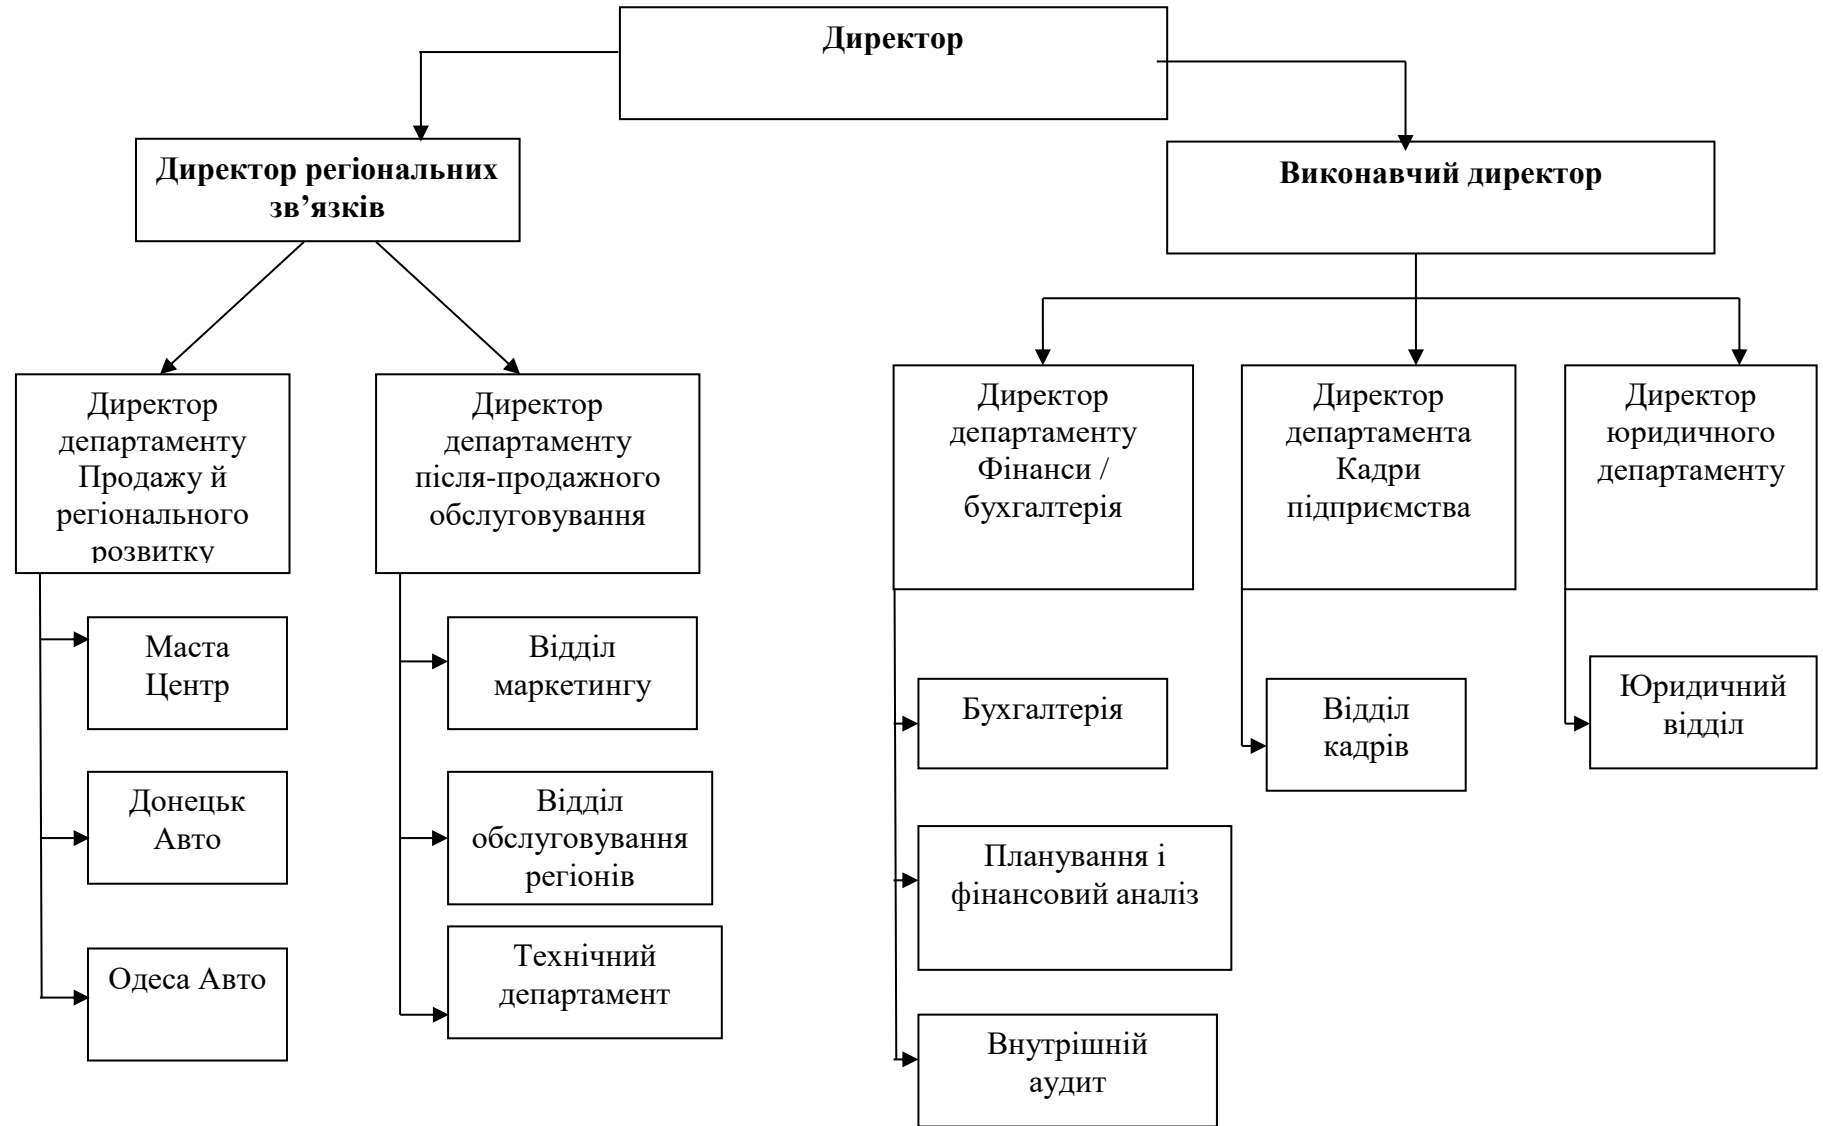 Директор
Директор регіональних
зв’язків
Виконавчий директор
Директор
департаменту
Продажу й
регіонального
розвитку
Директор
департаменту
після-продажного
обслуговування
Директор
департаменту
Фінанси /
бухгалтерія
Директор
департамента
Кадри
підприємства
Директор
юридичного
департаменту
Маста
Центр
Донецьк
Авто
Одеса Авто
Відділ
маркетингу
Відділ
обслуговування
регіонів
Технічний
департамент
Бухгалтерія
Планування і
фінансовий аналіз
Внутрішній
аудит
Відділ
кадрів
Юридичний
відділ